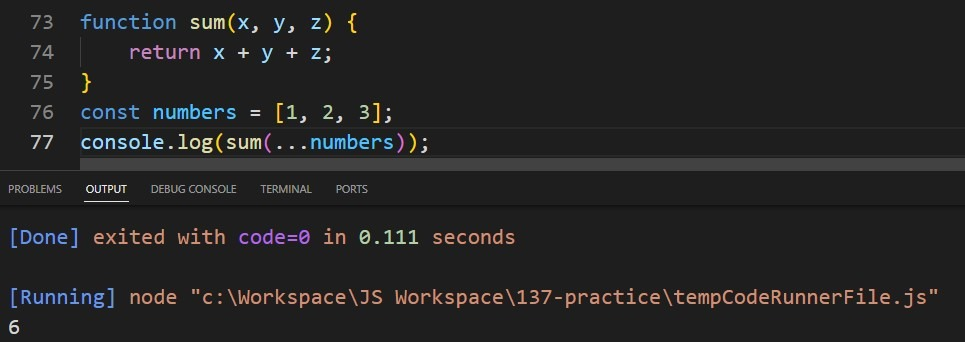 73 function sum(x, y, z) {
74     return x + y + z;
75 }
76 const numbers = [1, 2, 3];
77 console.log(sum(...numbers));
PROBLEMS OUTPUT DEBUG CONSOLE TERMINAL PORTS
[Done] exited with code=0 in 0.111 seconds
[Running] node "c:\Workspace\JS Workspace\137-practice\tempCodeRunnerFile.js"
6